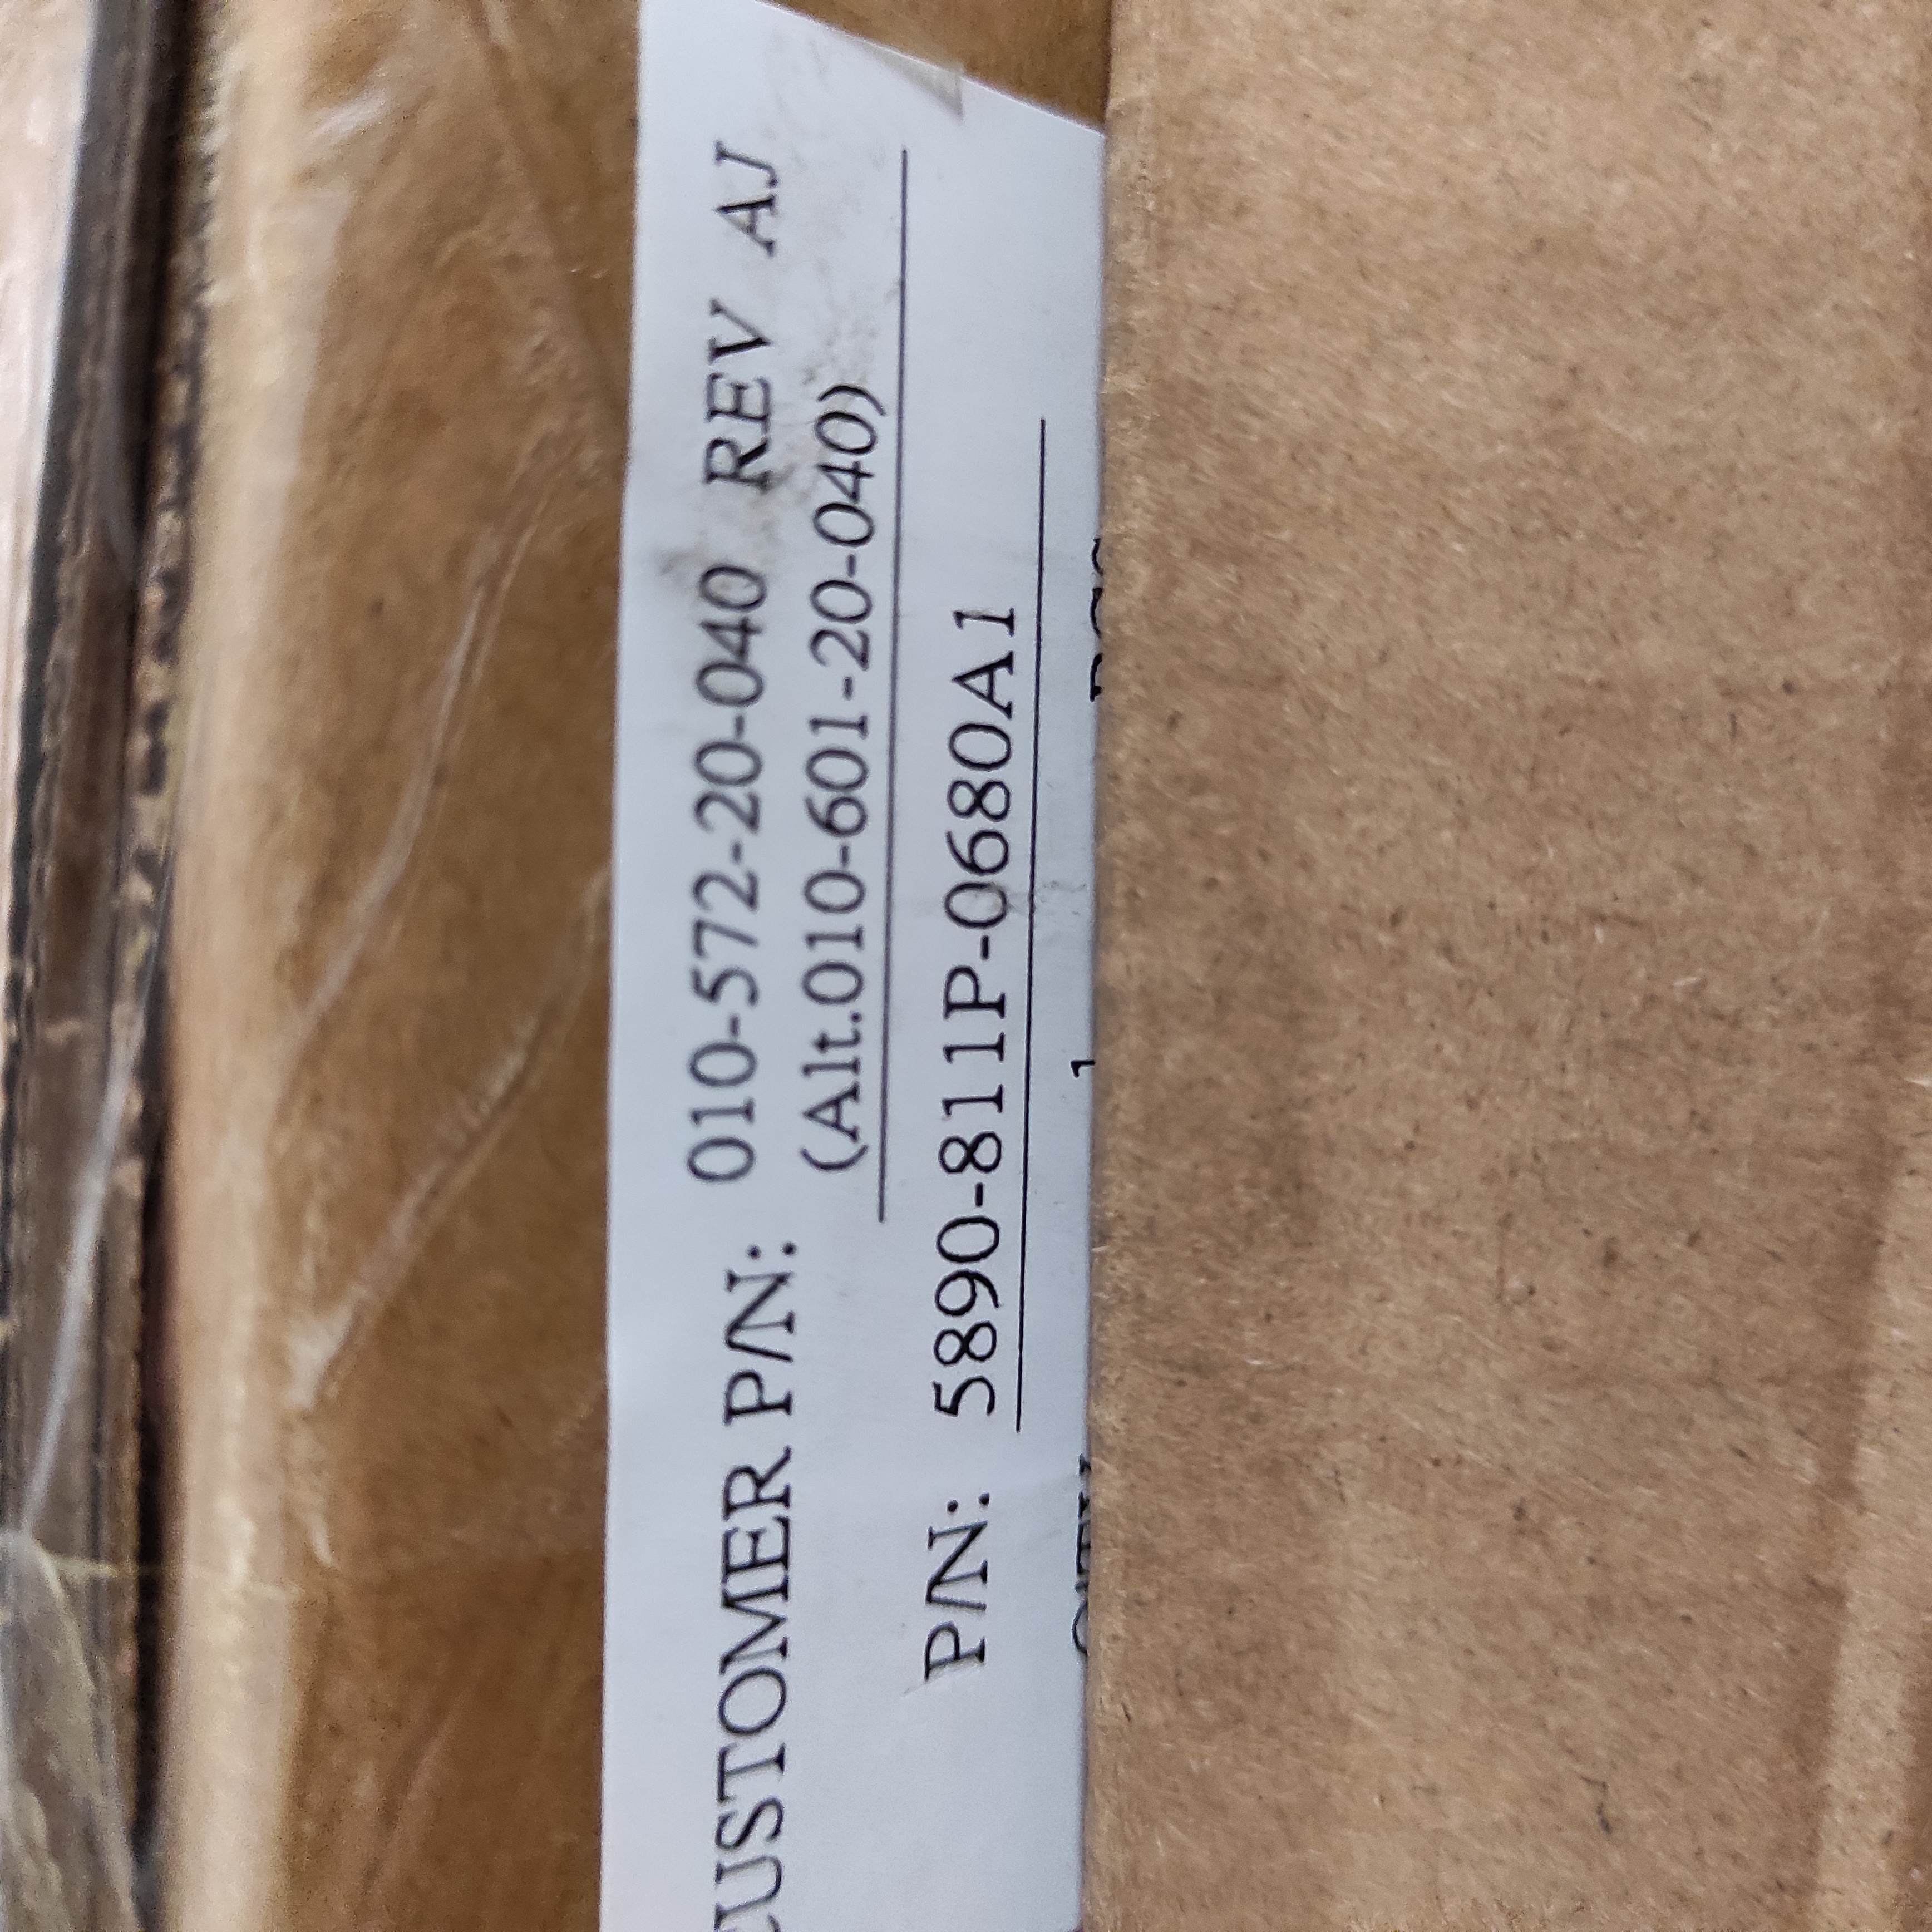 CUSTOMER P/N: 010-572-20-040 REV AJ
(Alt.010-601-20-040)
P/N: 5890-811P-0680A1
1